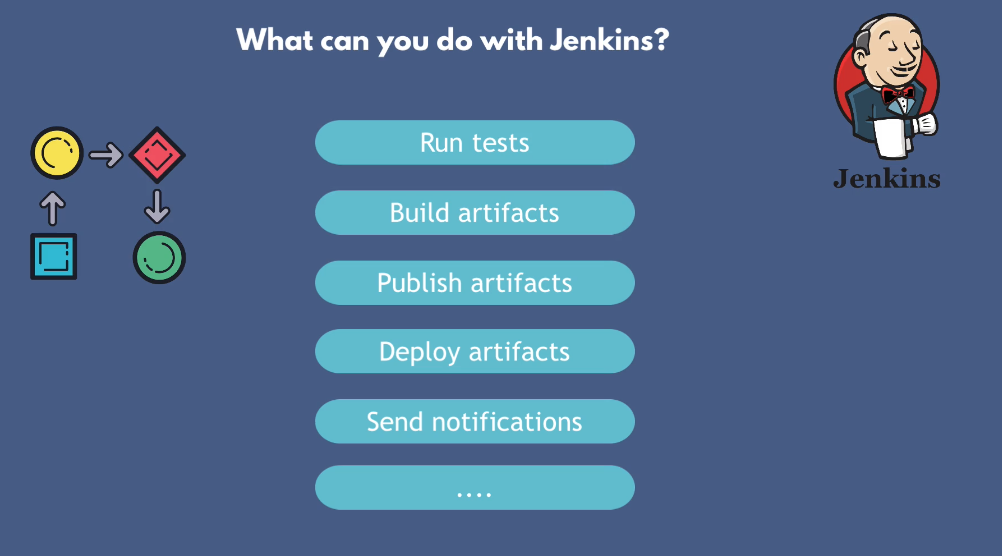 What can you do with Jenkins?
Jenkins
Run tests
Build artifacts
Publish artifacts
Deploy artifacts
Send notifications
....